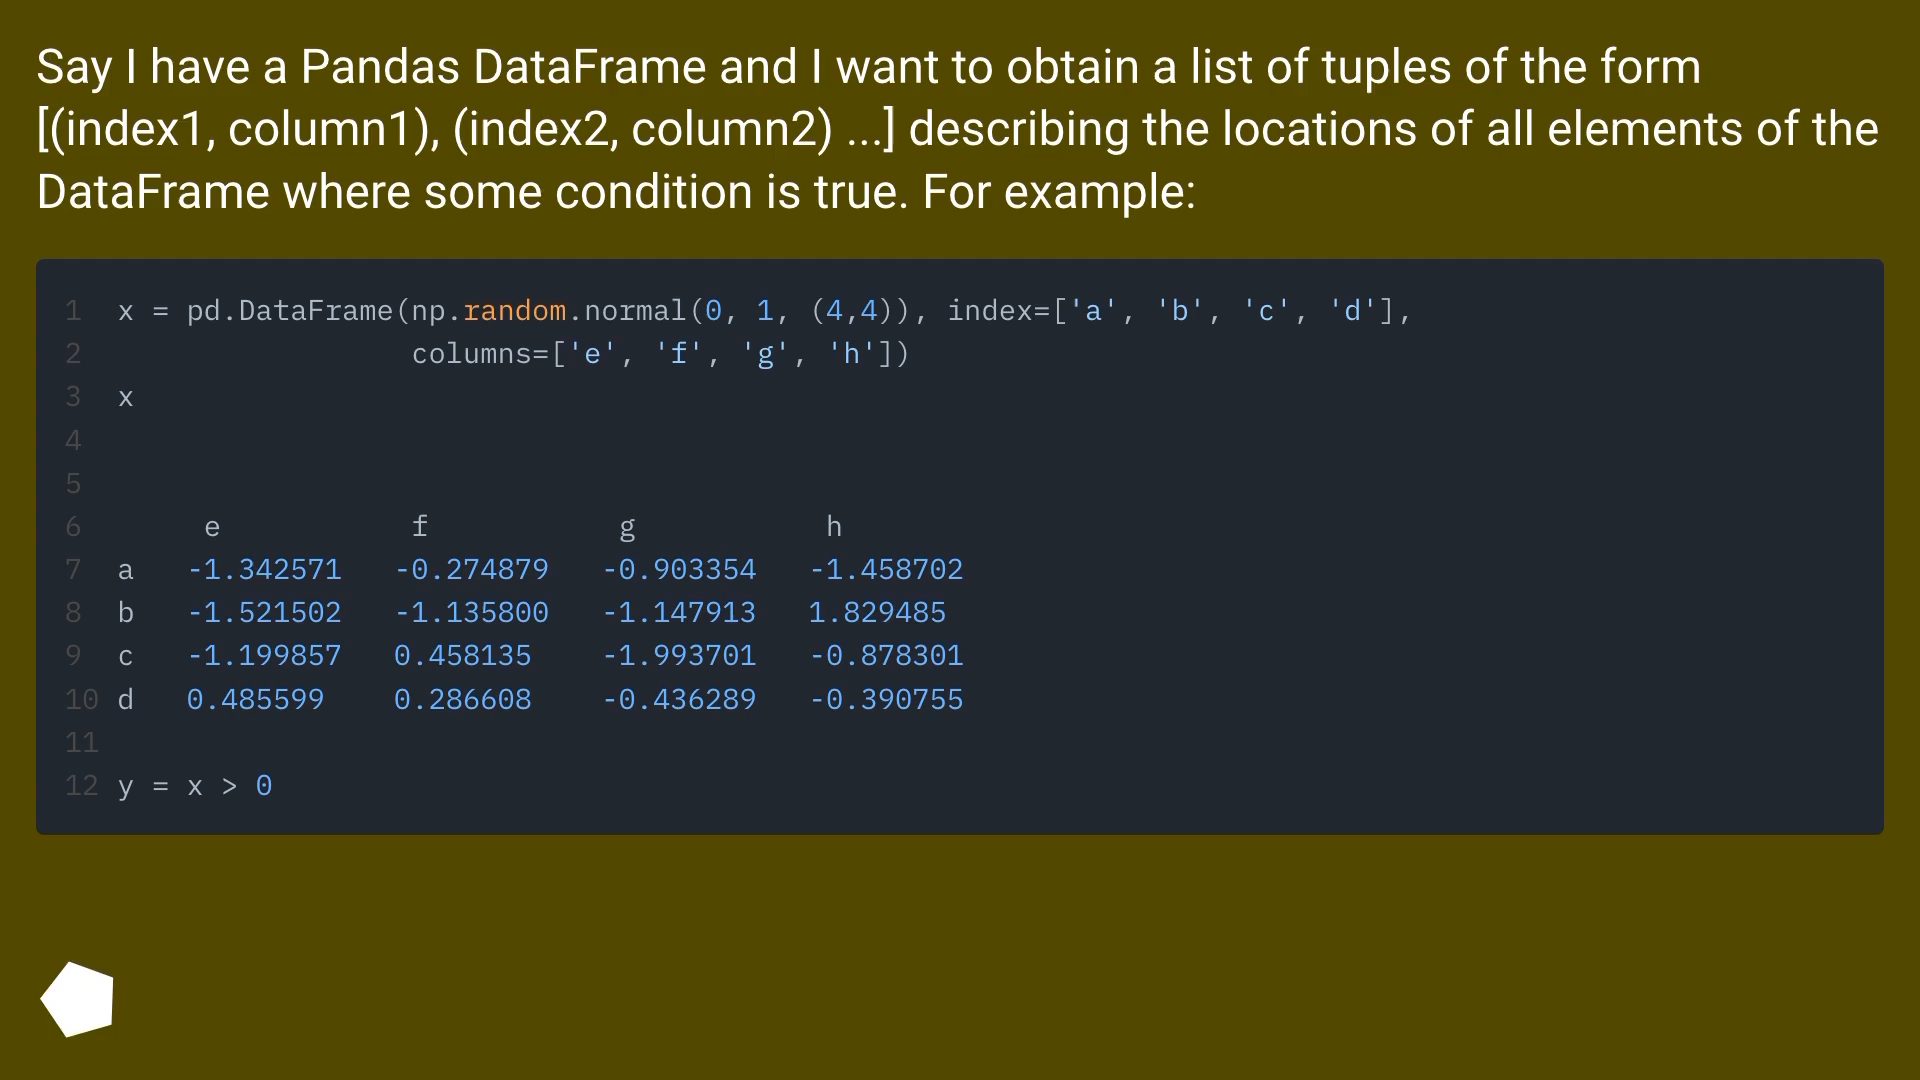 Say I have a Pandas DataFrame and I want to obtain a list of tuples of the form
[(index1, column1), (index2, column2) ...] describing the locations of all elements of the
DataFrame where some condition is true. For example:
1 x = pd.DataFrame(np.random.normal(0, 1, (4,4)), index=['a', 'b', 'c', 'd'],
2                  columns=['e', 'f', 'g', 'h'])
3 x
4
5
6      e           f           g           h
7 a   -1.342571   -0.274879   -0.903354   -1.458702
8 b   -1.521502   -1.135800   -1.147913   1.829485
9 c   -1.199857   0.458135    -1.993701   -0.878301
10 d   0.485599    0.286608    -0.436289   -0.390755
11
12 y = x > 0